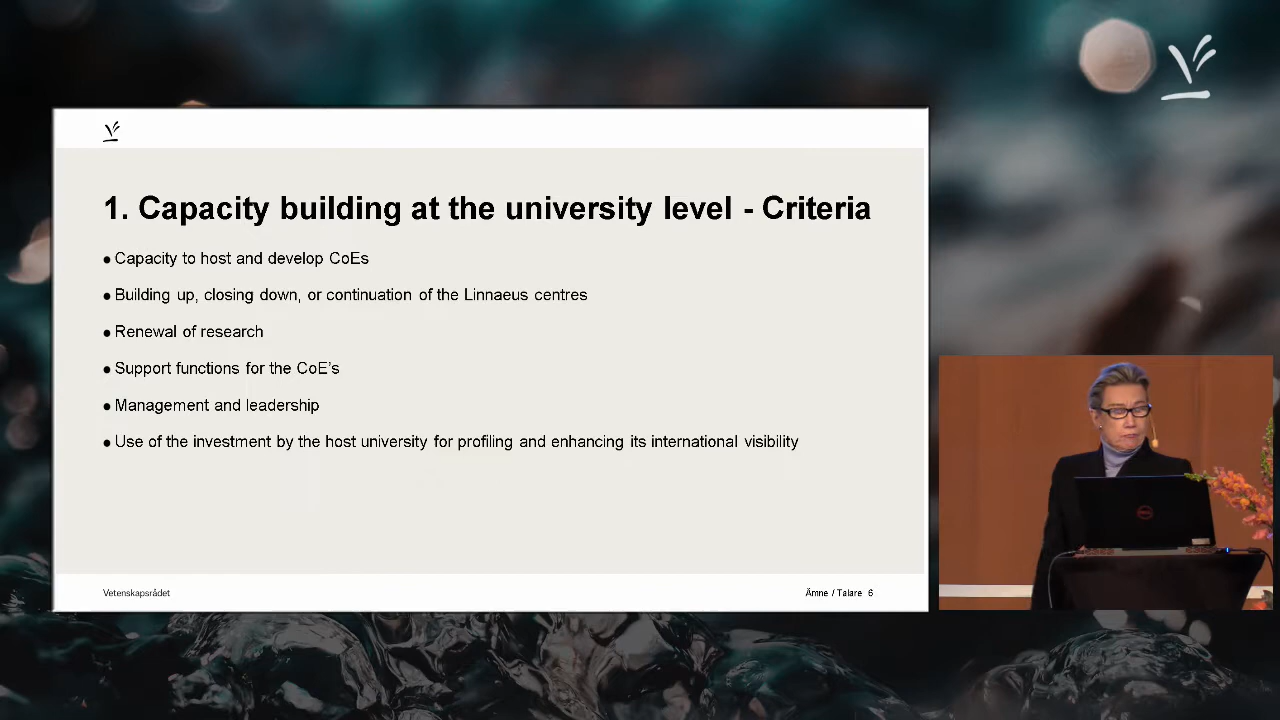 1. Capacity building at the university level - Criteria
● Capacity to host and develop CoEs
● Building up, closing down, or continuation of the Linnaeus centres
● Renewal of research
● Support functions for the CoE's
● Management and leadership
● Use of the investment by the host university for profiling and enhancing its international visibility
Vetenskapsrådet
Ämne / Talare 6